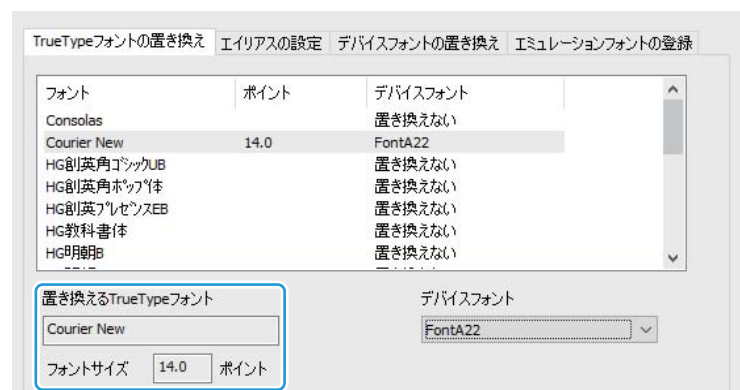 TrueTypeフォントの置き換え エイリアスの設定 デバイスフォントの置き換え エミュレーションフォントの登録
フォント ポイント デバイスフォント
Consolas 置き換えない
Courier New 14.0 FontA22
HG創英角ゴシックUB 置き換えない
HG創英角ポップ体 置き換えない
HG創英プレゼンスEB 置き換えない
HG教科書体 置き換えない
HG明朝B 置き換えない
置き換えるTrueTypeフォント デバイスフォント
Courier New FontA22
フォントサイズ 14.0 ポイント